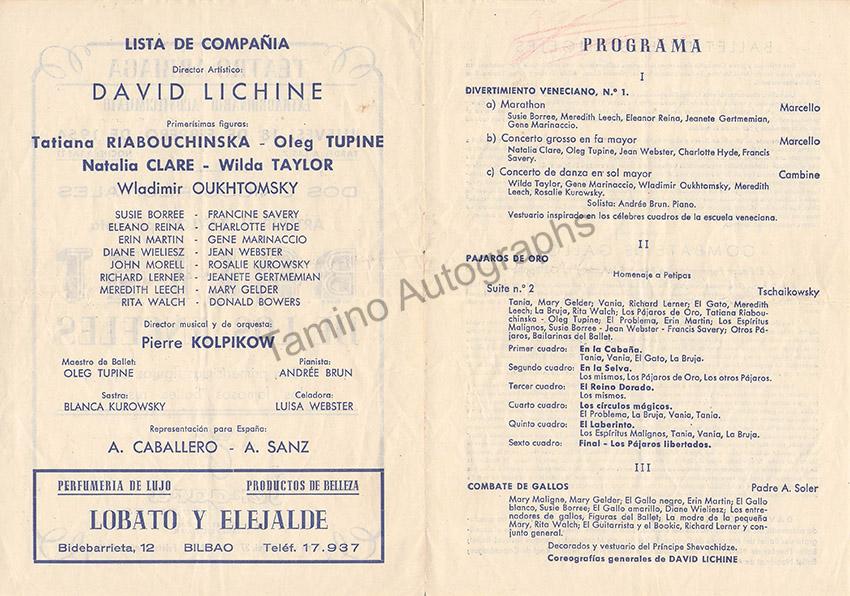 LISTA DE COMPAÑIA
Director Artístico:
DAVID LICHINE
Primerísimas figuras:
Tatiana RIABOUCHINSKA - Oleg TUPINE
Natalia CLARE - Wilda TAYLOR
Wladimir OUKHTOMSKY
SUSIE BORREE - FRANCINE SAVERY
ELEANO REINA - CHARLOTTE HYDE
ERIN MARTIN - GENE MARINACCIO
DIANE WIELIESZ - JEAN WEBSTER
JOHN MORELL - ROSALIE KUROWSKY
RICHARD LERNER - JEANETE GERTMEMIAN
MEREDITH LEECH - MARY GELDER
RITA WALCH - DONALD BOWERS
Director musical y de orquesta:
Pierre KOLPIKOW
Maestro de Ballet: Pianista:
OLEG TUPINE ANDRÉE BRUN
Sastra: Celadora:
BLANCA KUROWSKY LUISA WEBSTER
Representación para España:
A. CABALLERO - A. SANZ
PERFUMERIA DE LUJO PRODUCTOS DE BELLEZA
LOBATO Y ELEJALDE
Bidebarrieta, 12 BILBAO Teléf. 17.937
PROGRAMA
I
DIVERTIMIENTO VENECIANO, N.º 1.
a) Marathon Marcello
Susie Borree, Meredith Leech, Eleanor Reina, Jeanete Gertmemian,
Gene Marinaccio.
b) Concerto grosso en fa mayor Marcello
Natalia Clare, Oleg Tupine, Jean Webster, Charlotte Hyde, Francis
Savery.
c) Concerto de danza en sol mayor Cambine
Wilda Taylor, Gene Marinaccio, Wladimir Oukhtomsky, Meredith
Leech, Rosalie Kurowsky.
Solista: Andrée Brun. Piano.
Vestuario inspirado en los célebres cuadros de la escuela veneciana.
II
PAJAROS DE ORO
Homenaje a Petipas
Suite n.º 2 Tschaikowsky
Tania, Mary Gelder; Vania, Richard Lerner; El Gato, Meredith
Leech; La Bruja, Rita Walch; Los Pájaros de Oro, Tatiana Riabou-
chinska - Oleg Tupine; El Problema, Erin Martin; Los Espíritus
Malignos, Susie Borree - Jean Webster - Francis Savery; Otros Pá-
jaros, Bailarinas del Ballet.
Primer cuadro: En la Cabaña.
Tania, Vania, El Gato, La Bruja.
Segundo cuadro: En la Selva.
Los mismos, Los Pájaros de Oro, Los otros Pájaros.
Tercer cuadro: El Reino Dorado.
Los mismos.
Cuarto cuadro: Los círculos mágicos.
El Problema, La Bruja, Vania, Tania.
Quinto cuadro: El Laberinto.
Los Espíritus Malignos, Tania, Vania, La Bruja.
Sexto cuadro: Final - Los Pájaros libertados.
III
COMBATE DE GALLOS Padre A. Soler
Mary Maligne, Mary Gelder; El Gallo negro, Erin Martin; El Gallo
blanco, Susie Borree; El Gallo amarillo, Diane Wieliesz; Los entre-
nadores de gallos, Figuras del Ballet; La madre de la pequeña
Mary, Rita Walch; El Guitarrista y el Bookic, Richard Lerner y con-
junto general.
Decorados y vestuario del Príncipe Shevachidze.
Coreografías generales de DAVID LICHINE
Tamino Autographs